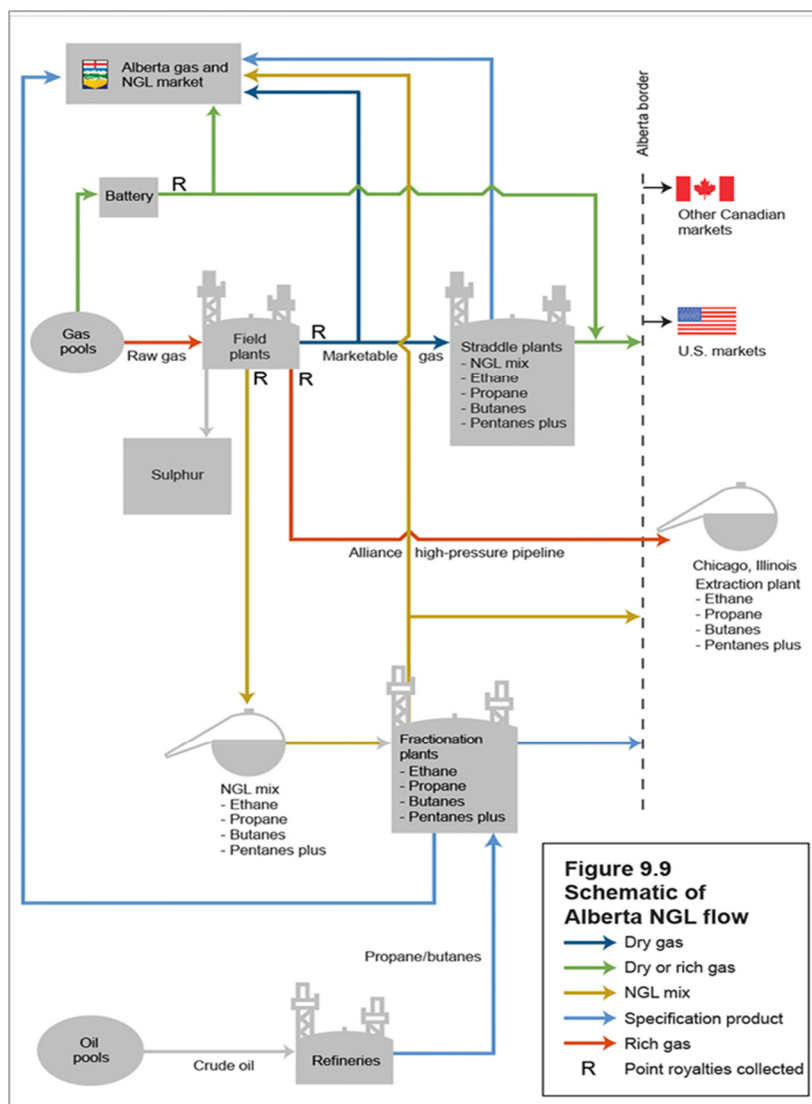 Alberta gas and
NGL market
Alberta border
R
Battery
Other Canadian
markets
Gas
pools
Raw gas
Field
plants
R
Marketable gas
R
R
Straddle plants
- NGL mix
- Ethane
- Propane
- Butanes
- Pentanes plus
U.S. markets
Sulphur
Alliance high-pressure pipeline
Chicago, Illinois
Extraction plant
- Ethane
- Propane
- Butanes
- Pentanes plus
NGL mix
- Ethane
- Propane
- Butanes
- Pentanes plus
Fractionation
plants
- Ethane
- Propane
- Butanes
- Pentanes plus
Propane/butanes
Oil
pools
Crude oil
Refineries
Figure 9.9
Schematic of
Alberta NGL flow
Dry gas
Dry or rich gas
NGL mix
Specification product
Rich gas
R Point royalties collected